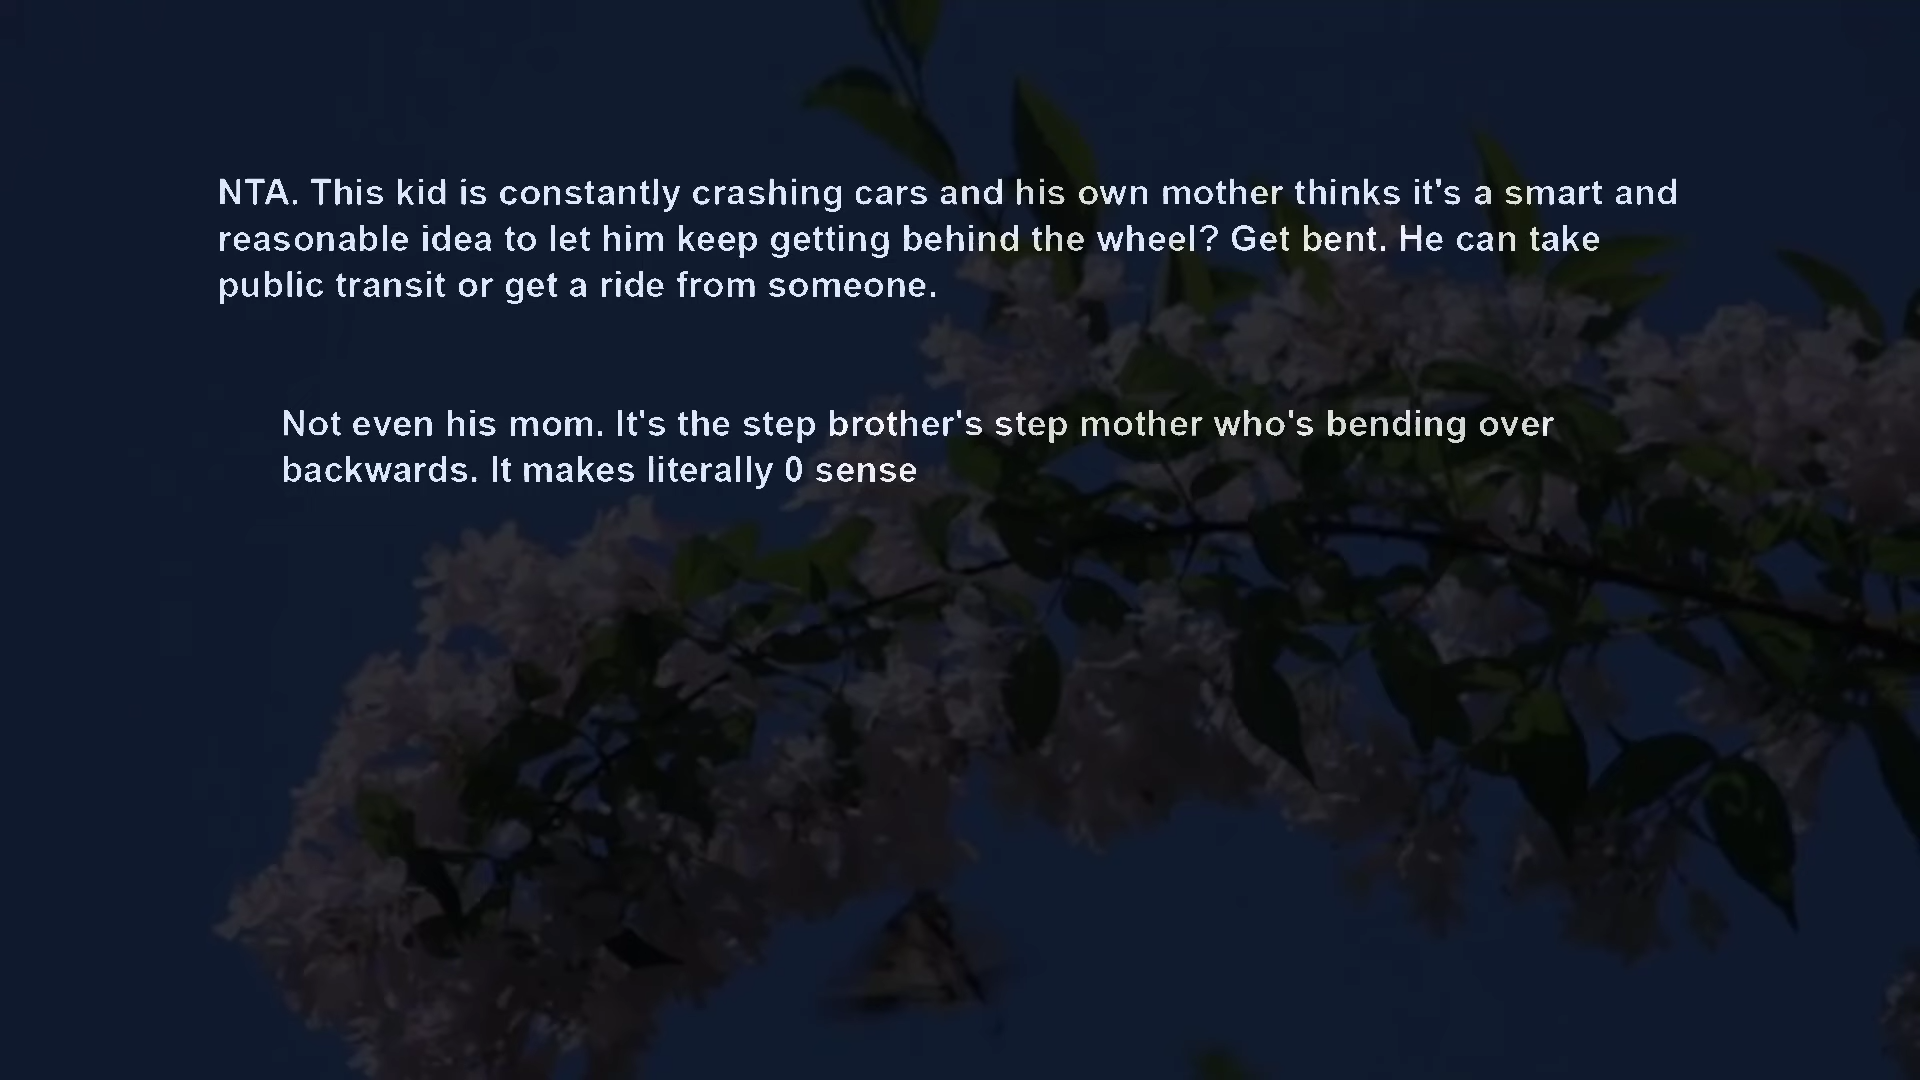 NTA. This kid is constantly crashing cars and his own mother thinks it's a smart and
reasonable idea to let him keep getting behind the wheel? Get bent. He can take
public transit or get a ride from someone.
Not even his mom. It's the step brother's step mother who's bending over
backwards. It makes literally 0 sense